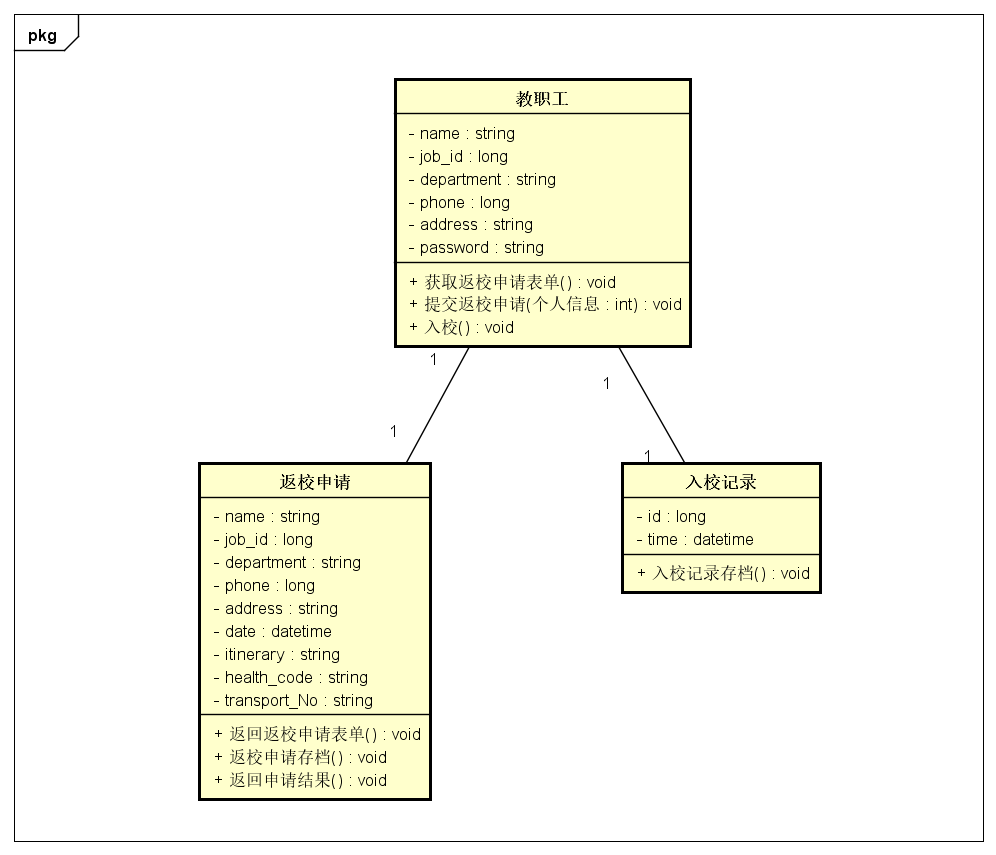 pkg
教职工
- name : string
- job_id : long
- department : string
- phone : long
- address : string
- password : string
+ 获取返校申请表单() : void
+ 提交返校申请(个人信息 : int) : void
+ 入校() : void
1
1
1
1
返校申请
- name : string
- job_id : long
- department : string
- phone : long
- address : string
- date : datetime
- itinerary : string
- health_code : string
- transport_No : string
+ 返回返校申请表单() : void
+ 返校申请存档() : void
+ 返回申请结果() : void
入校记录
- id : long
- time : datetime
+ 入校记录存档() : void